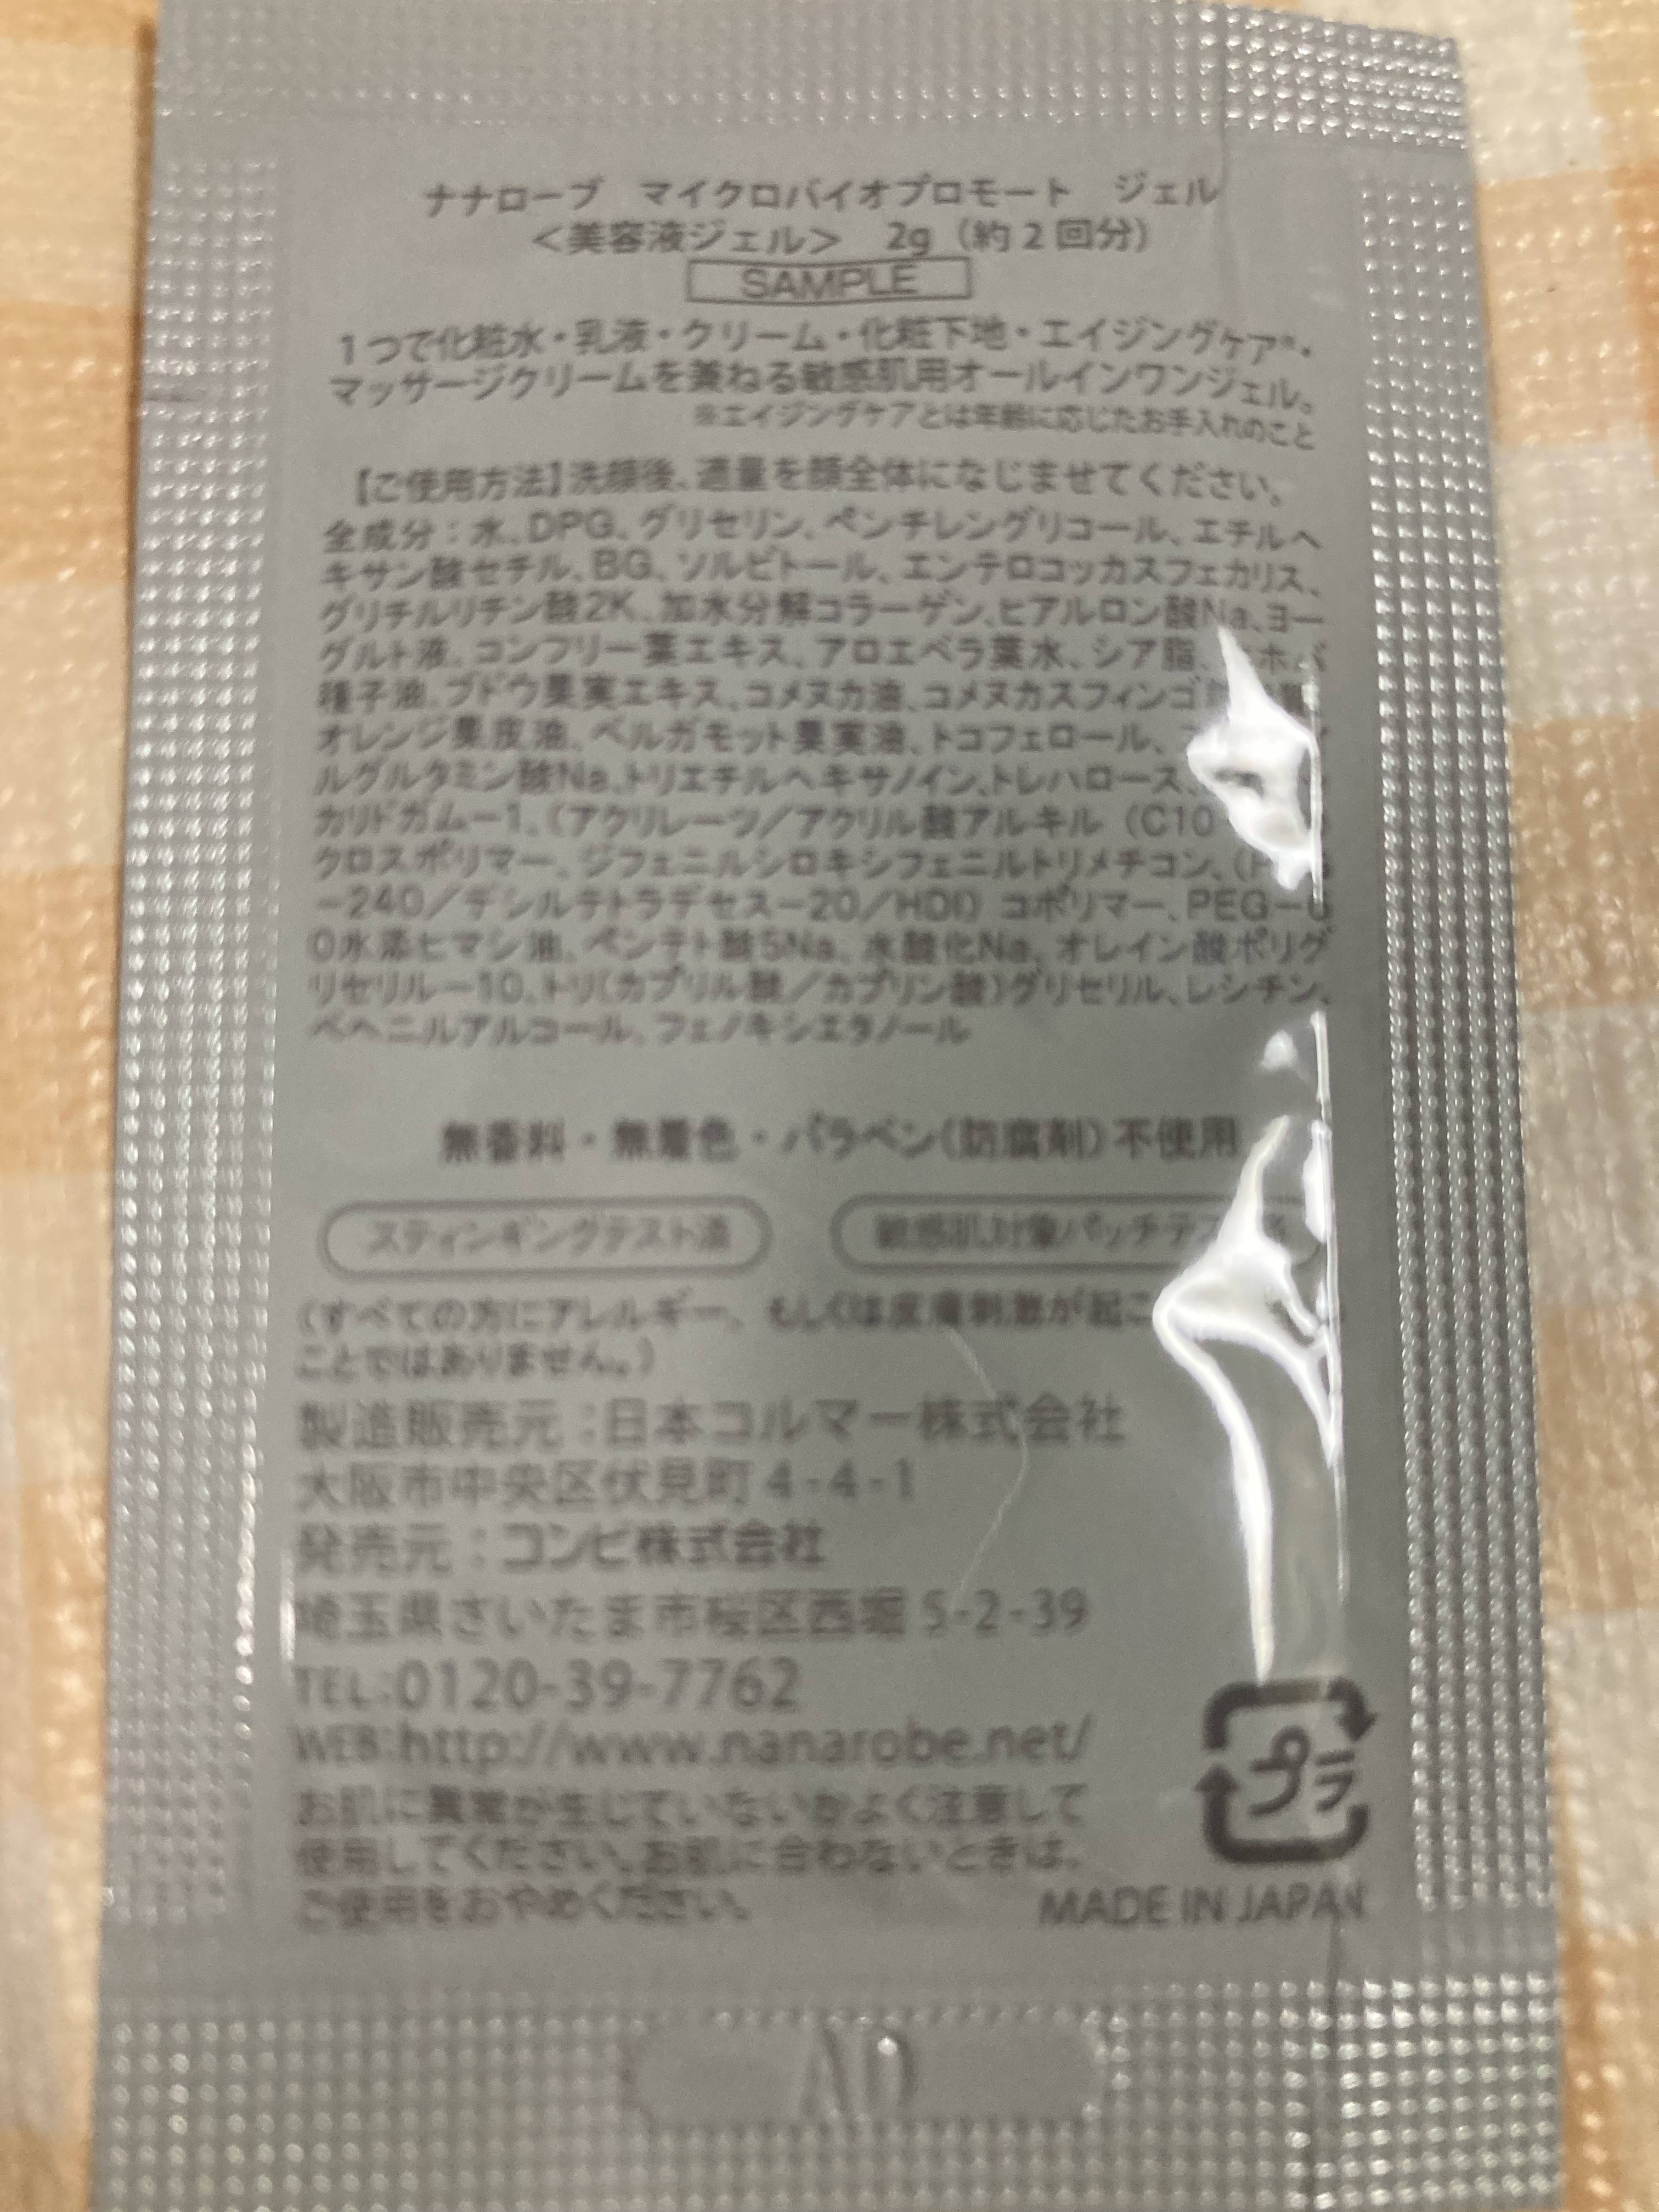 ナナローブ マイクロバイオプロモート ジェル
＜美容液ジェル＞ 2g（約2回分）
SAMPLE
1つで化粧水・乳液・クリーム・化粧下地・エイジングケア※・
マッサージクリームを兼ねる敏感肌用オールインワンジェル。
※エイジングケアとは年齢に応じたお手入れのこと
【ご使用方法】洗顔後、適量を顔全体になじませてください。
全成分：水、DPG、グリセリン、ペンチレングリコール、エチルヘ
キサン酸セチル、BG、ソルビトール、エンテロコッカスフェカリス、
グリチルリチン酸2K、加水分解コラーゲン、ヒアルロン酸Na、ヨー
グルト液、コンフリー葉エキス、アロエベラ葉水、シア脂、ホホバ
種子油、ブドウ果実エキス、コメヌカ油、コメヌカスフィンゴ
オレンジ果皮油、ベルガモット果実油、トコフェロール、
ルグルタミン酸Na、トリエチルヘキサノイン、トレハロース、
カリドガムー1、（アクリレーツ／アクリル酸アルキル（C10
クロスポリマー、ジフェニルシロキシフェニルトリメチコン、
－240／デシルテトラデセス－20／HDI）コポリマー、PEG－6
0水添ヒマシ油、ペンテト酸5Na、水酸化Na、オレイン酸ポリグ
リセリルー10、トリ（カプリル酸／カプリン酸）グリセリル、レシチン、
ベヘニルアルコール、フェノキシエタノール
無香料・無着色・パラベン（防腐剤）不使用
スティンギングテスト済
敏感肌対象パッチテスト済
（すべての方にアレルギー、もしくは皮膚刺激が起こ
ことではありません。）
製造販売元：日本コルマー株式会社
大阪市中央区伏見町4-4-1
発売元：コンビ株式会社
埼玉県さいたま市桜区西堀5-2-39
TEL:0120-39-7762
WEB:http://www.nanarobe.net/
お肌に異常が生じていないかよく注意して
使用してください。お肌に合わないときは、
ご使用をおやめください。
プラ
MADE IN JAPAN
AD